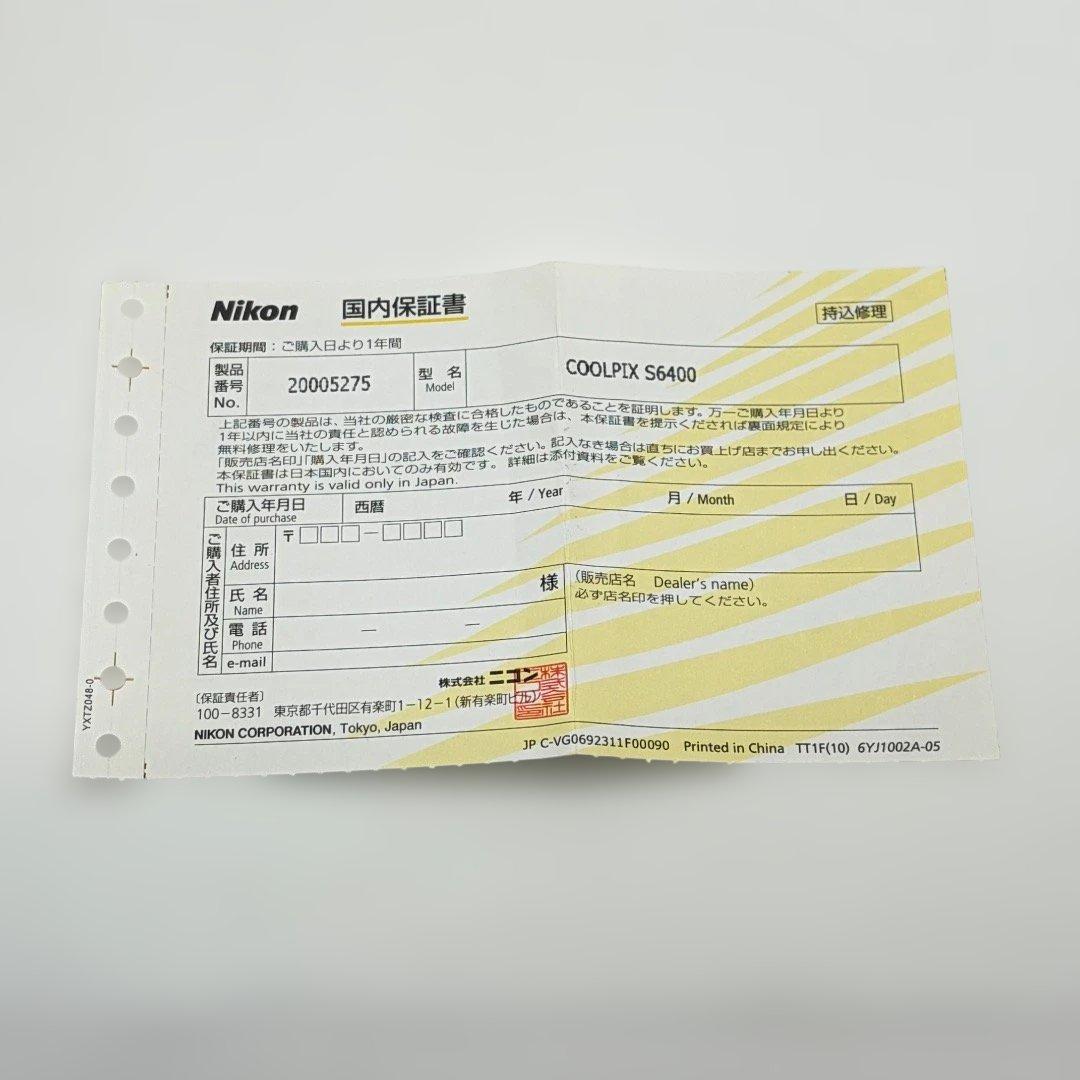 Nikon 国内保証書 持込修理
保証期間：ご購入日より1年間
製品番号 No. 20005275 型 名 Model COOLPIX S6400
上記番号の製品は、当社の厳密な検査に合格したものであることを証明します。万一ご購入年月日より
1年以内に当社の責任と認められる故障を生じた場合は、本保証書を提示くだされば裏面規定により
無料修理をいたします。
「販売店名印」「購入年月日」の記入をご確認ください。記入なき場合は直ちにお買上げ店までお申し出ください。
本保証書は日本国内においてのみ有効です。 詳細は添付資料をご覧ください。
This warranty is valid only in Japan.
ご購入年月日 Date of purchase 西暦 年 / Year 月 / Month 日 / Day
ご購入者住所及び氏名
住 所 Address 〒□□□－□□□□
氏 名 Name 様
電 話 Phone — —
e-mail
（販売店名 Dealer's name）
必ず店名印を押してください。
株式会社 ニコン
〔保証責任者〕
100－8331 東京都千代田区有楽町1－12－1（新有楽町ビル）
NIKON CORPORATION, Tokyo, Japan
JP C-VG0692311F00090 Printed in China TT1F(10) 6YJ1002A-05
YXTZ048-0